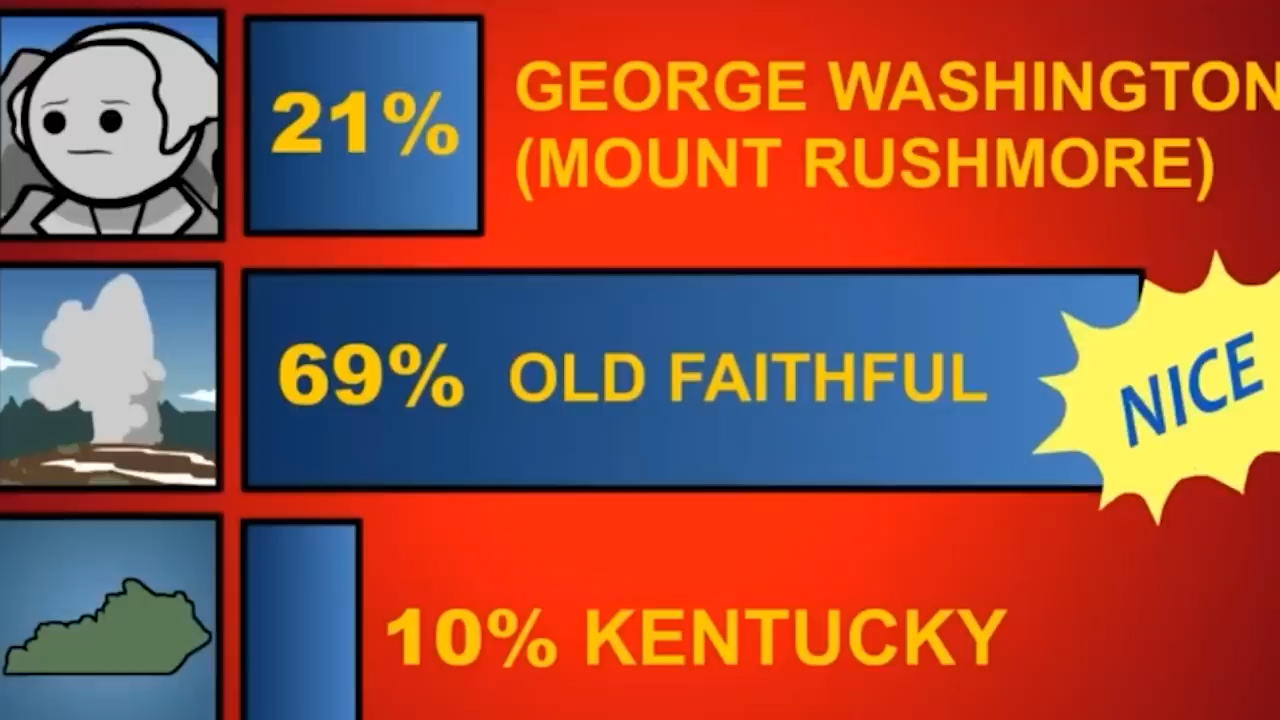 21%
GEORGE WASHINGTON
(MOUNT RUSHMORE)
69% OLD FAITHFUL
NICE
10% KENTUCKY